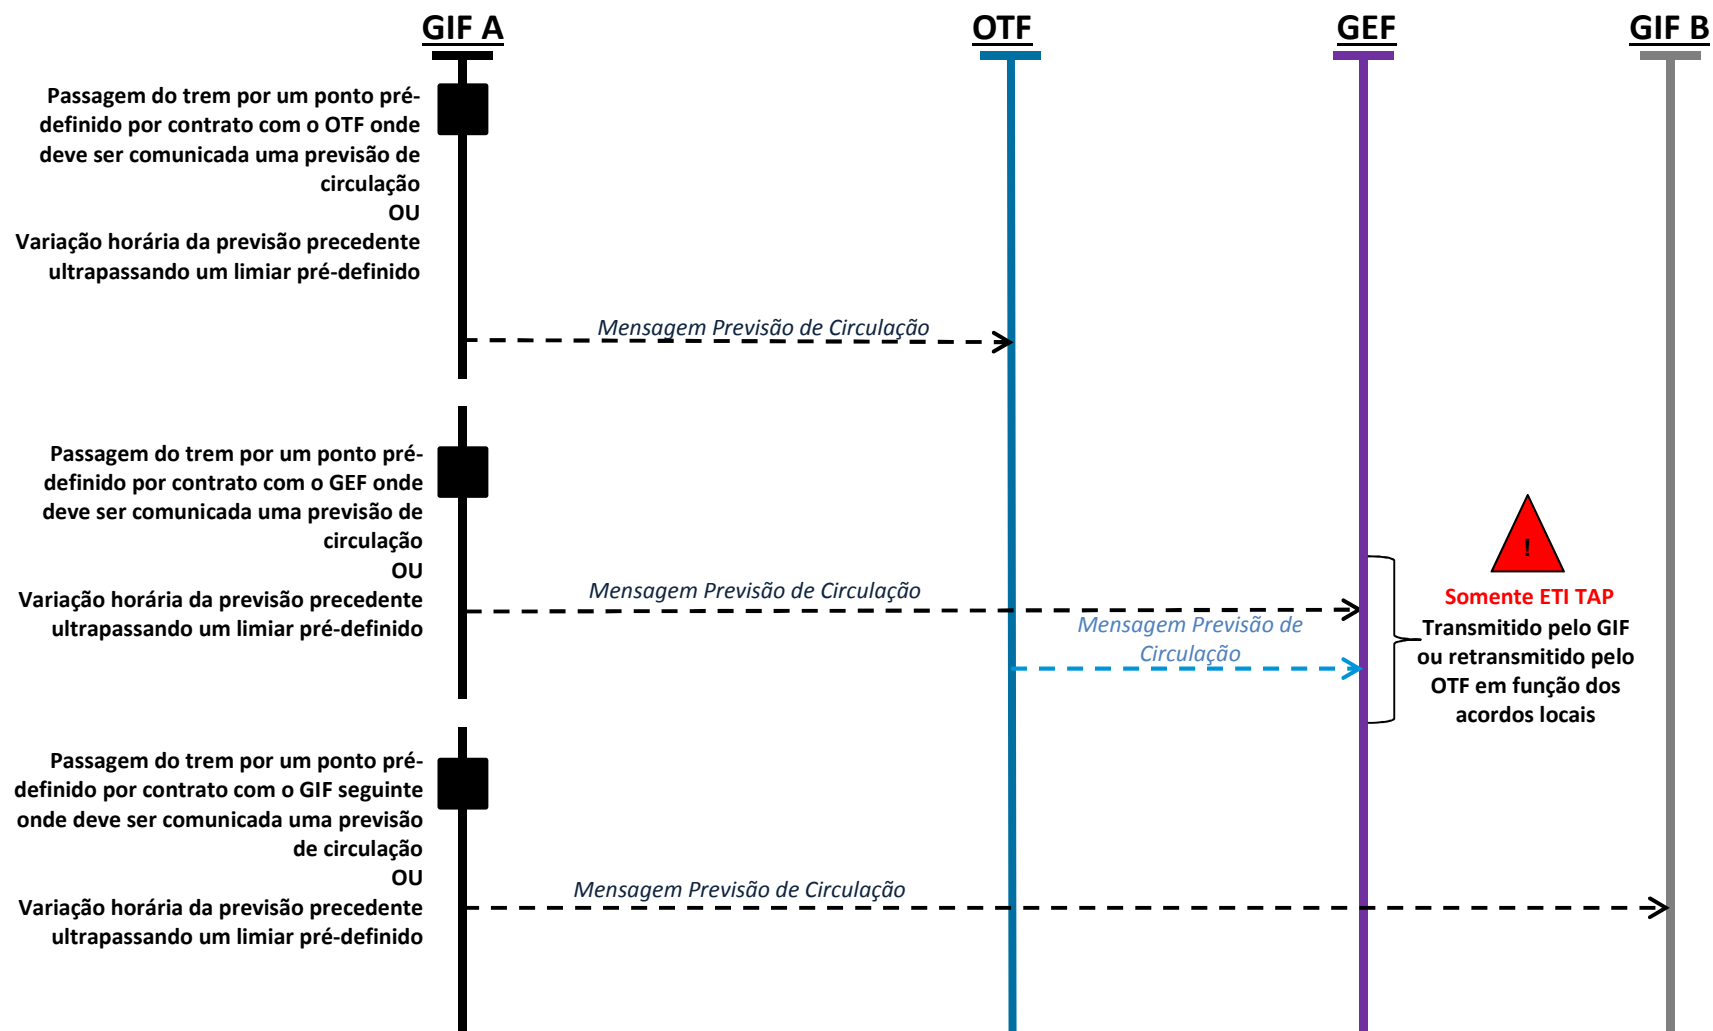 GIF A
OTF
GEF
GIF B
Passagem do trem por um ponto pré-
definido por contrato com o OTF onde
deve ser comunicada uma previsão de
circulação
OU
Variação horária da previsão precedente
ultrapassando um limiar pré-definido
Mensagem Previsão de Circulação
Passagem do trem por um ponto pré-
definido por contrato com o GEF onde
deve ser comunicada uma previsão de
circulação
OU
Variação horária da previsão precedente
ultrapassando um limiar pré-definido
Mensagem Previsão de Circulação
Mensagem Previsão de
Circulação
!
Somente ETI TAP
Transmitido pelo GIF
ou retransmitido pelo
OTF em função dos
acordos locais
Passagem do trem por um ponto pré-
definido por contrato com o GIF seguinte
onde deve ser comunicada uma previsão
de circulação
OU
Variação horária da previsão precedente
ultrapassando um limiar pré-definido
Mensagem Previsão de Circulação